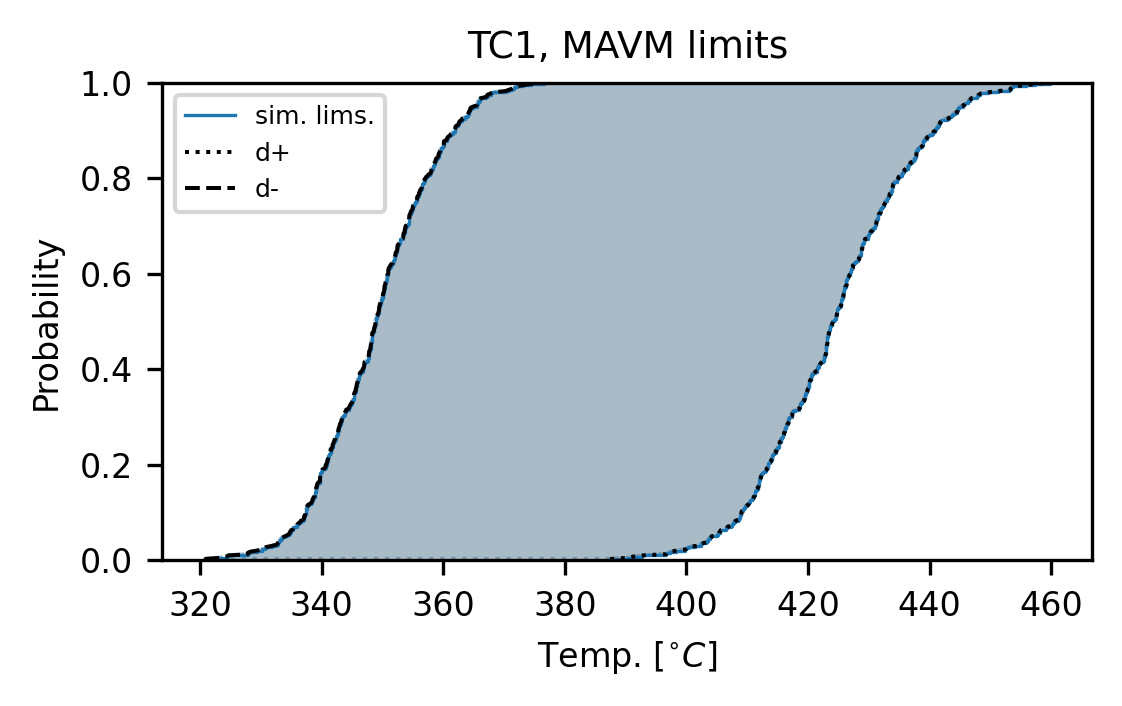 TC1, MAVM limits
1.0
0.8
0.6
0.4
0.2
0.0
Probability
sim. lims.
d+
d-
320 340 360 380 400 420 440 460
Temp. [°C]